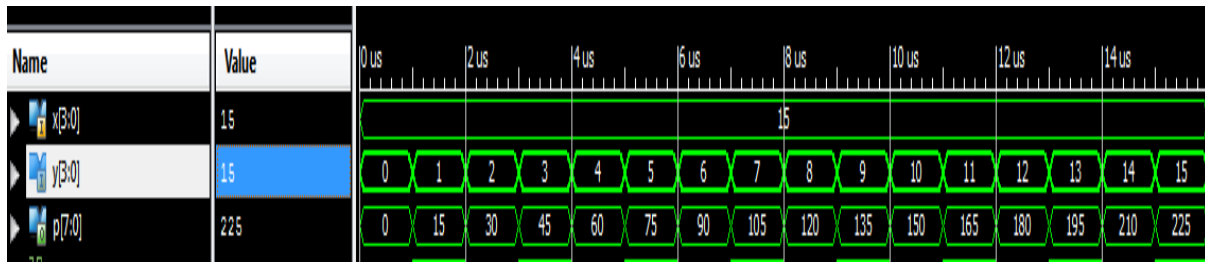 Name Value 0 us 2 us 4 us 6 us 8 us 10 us 12 us 14 us
x[3:0] 15 15
y[3:0] 15 0 1 2 3 4 5 6 7 8 9 10 11 12 13 14 15
p[7:0] 225 0 15 30 45 60 75 90 105 120 135 150 165 180 195 210 225